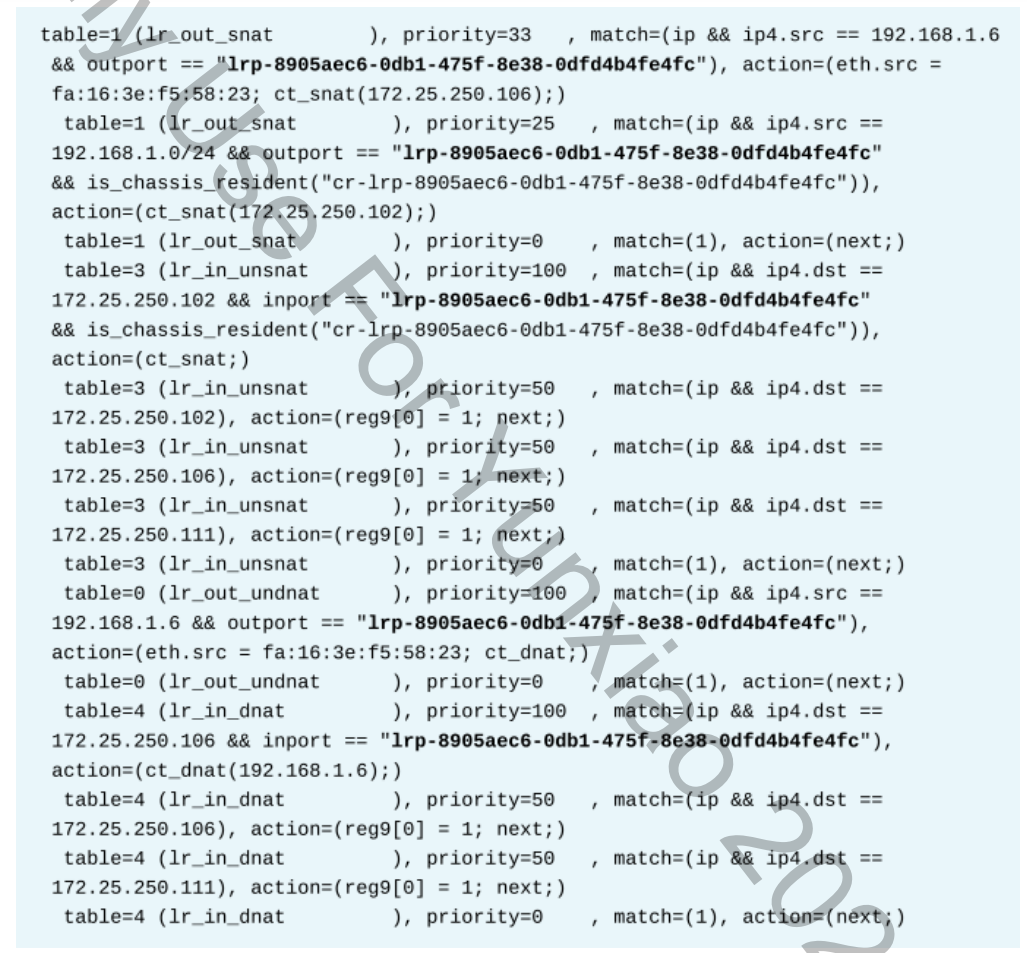 table=1 (lr_out_snat        ), priority=33   , match=(ip && ip4.src == 192.168.1.6
&& outport == "lrp-8905aec6-0db1-475f-8e38-0dfd4b4fe4fc"), action=(eth.src =
fa:16:3e:f5:58:23; ct_snat(172.25.250.106);)
table=1 (lr_out_snat        ), priority=25   , match=(ip && ip4.src ==
192.168.1.0/24 && outport == "lrp-8905aec6-0db1-475f-8e38-0dfd4b4fe4fc"
&& is_chassis_resident("cr-lrp-8905aec6-0db1-475f-8e38-0dfd4b4fe4fc")),
action=(ct_snat(172.25.250.102);)
table=1 (lr_out_snat        ), priority=0    , match=(1), action=(next;)
table=3 (lr_in_unsnat       ), priority=100  , match=(ip && ip4.dst ==
172.25.250.102 && inport == "lrp-8905aec6-0db1-475f-8e38-0dfd4b4fe4fc"
&& is_chassis_resident("cr-lrp-8905aec6-0db1-475f-8e38-0dfd4b4fe4fc")),
action=(ct_snat;)
table=3 (lr_in_unsnat       ), priority=50   , match=(ip && ip4.dst ==
172.25.250.102), action=(reg9[0] = 1; next;)
table=3 (lr_in_unsnat       ), priority=50   , match=(ip && ip4.dst ==
172.25.250.106), action=(reg9[0] = 1; next;)
table=3 (lr_in_unsnat       ), priority=50   , match=(ip && ip4.dst ==
172.25.250.111), action=(reg9[0] = 1; next;)
table=3 (lr_in_unsnat       ), priority=0    , match=(1), action=(next;)
table=0 (lr_out_undnat      ), priority=100  , match=(ip && ip4.src ==
192.168.1.6 && outport == "lrp-8905aec6-0db1-475f-8e38-0dfd4b4fe4fc"),
action=(eth.src = fa:16:3e:f5:58:23; ct_dnat;)
table=0 (lr_out_undnat      ), priority=0    , match=(1), action=(next;)
table=4 (lr_in_dnat         ), priority=100  , match=(ip && ip4.dst ==
172.25.250.106 && inport == "lrp-8905aec6-0db1-475f-8e38-0dfd4b4fe4fc"),
action=(ct_dnat(192.168.1.6);)
table=4 (lr_in_dnat         ), priority=50   , match=(ip && ip4.dst ==
172.25.250.106), action=(reg9[0] = 1; next;)
table=4 (lr_in_dnat         ), priority=50   , match=(ip && ip4.dst ==
172.25.250.111), action=(reg9[0] = 1; next;)
table=4 (lr_in_dnat         ), priority=0    , match=(1), action=(next;)
Use For Yunxiao